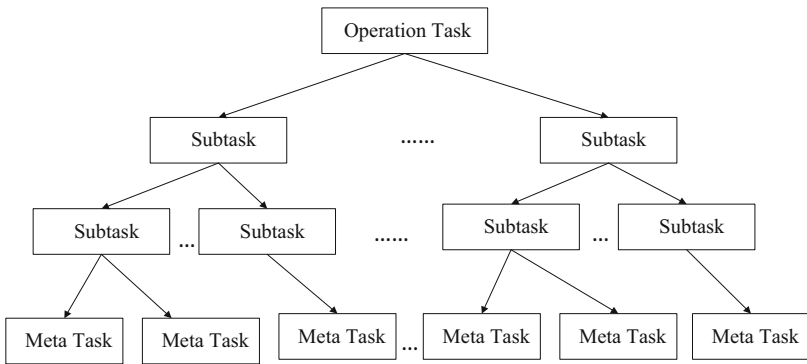 Operation Task
Subtask ...... Subtask
Subtask ... Subtask ...... Subtask ... Subtask
Meta Task Meta Task Meta Task ... Meta Task Meta Task Meta Task